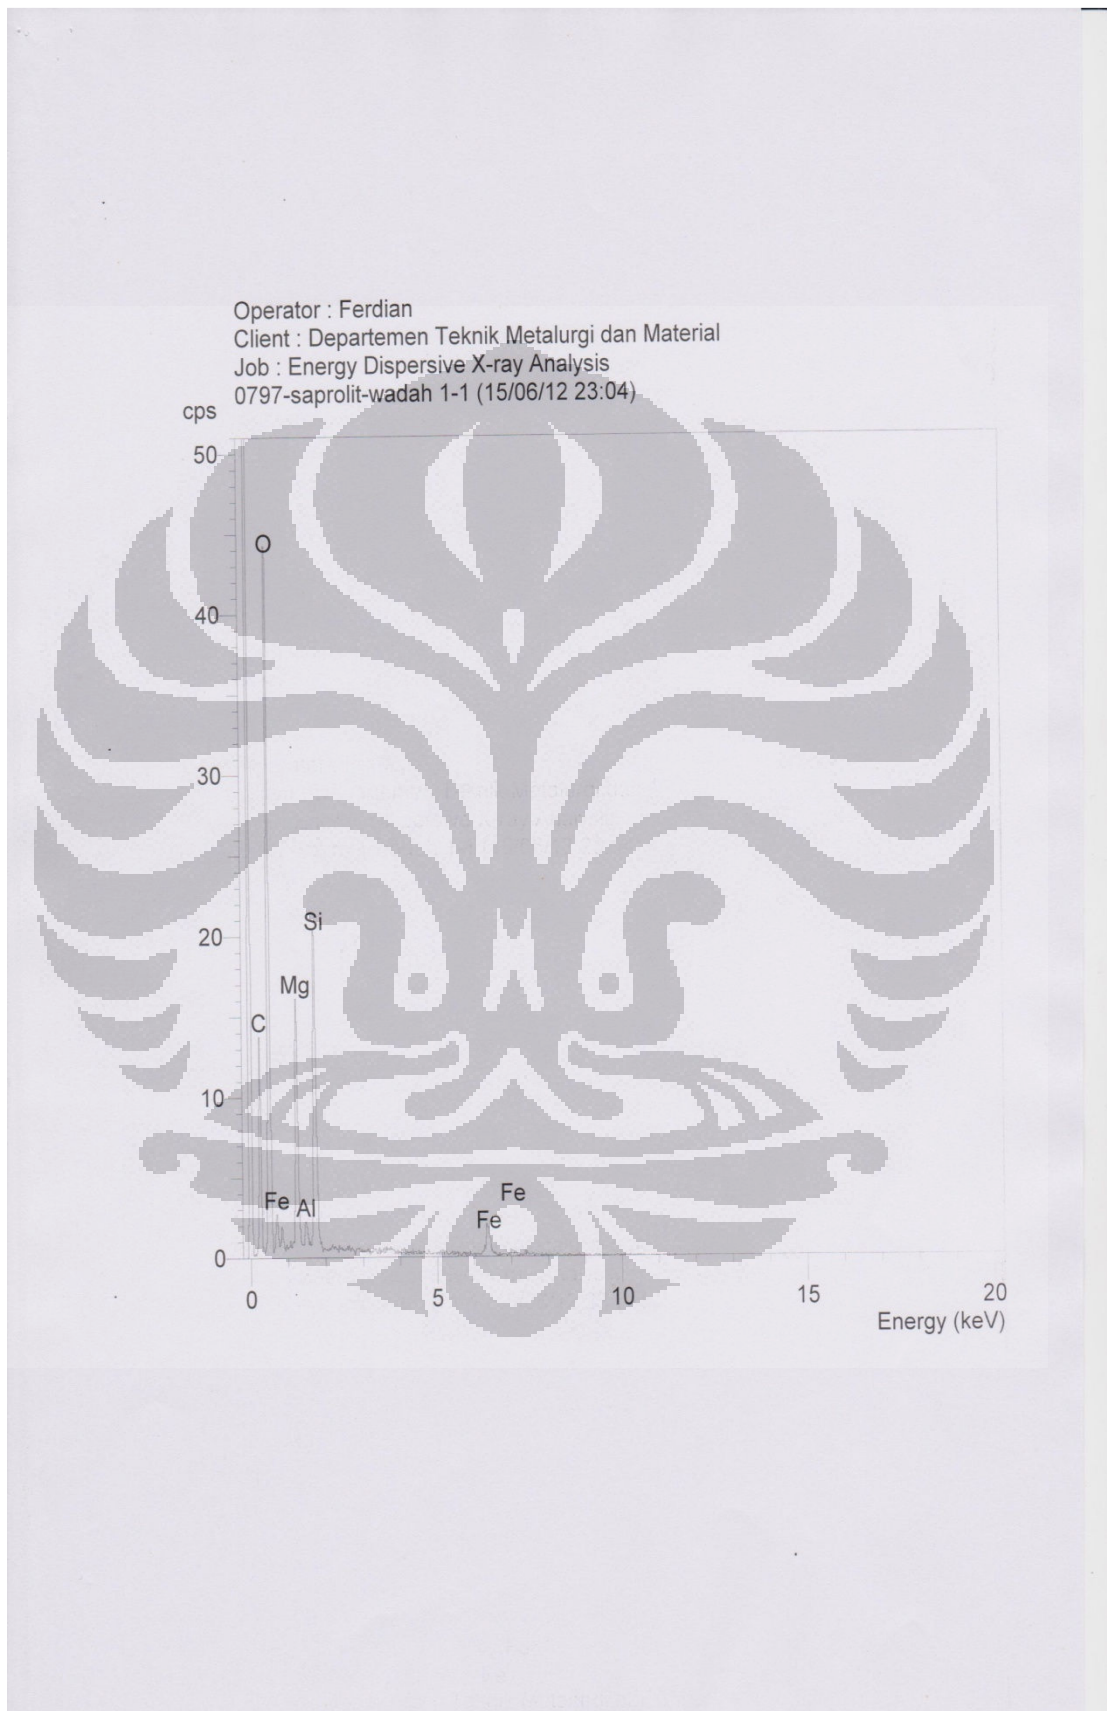 Operator : Ferdian
Client : Departemen Teknik Metalurgi dan Material
Job : Energy Dispersive X-ray Analysis
0797-saprolit-wadah 1-1 (15/06/12 23:04)
cps
50
O
40
30
20
Si
Mg
C
10
Fe
Al
Fe
Fe
0
0 5 10 15 20
Energy (keV)